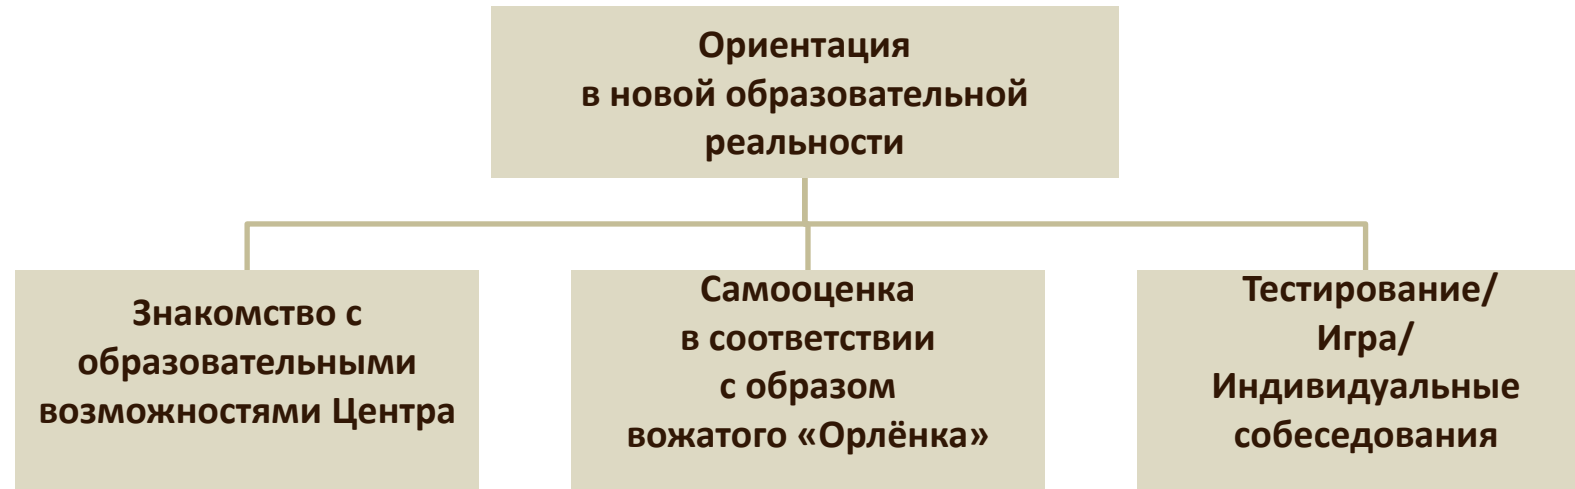 Ориентация
в новой образовательной
реальности
Знакомство с
образовательными
возможностями Центра
Самооценка
в соответствии
с образом
вожатого «Орлёнка»
Тестирование/
Игра/
Индивидуальные
собеседования